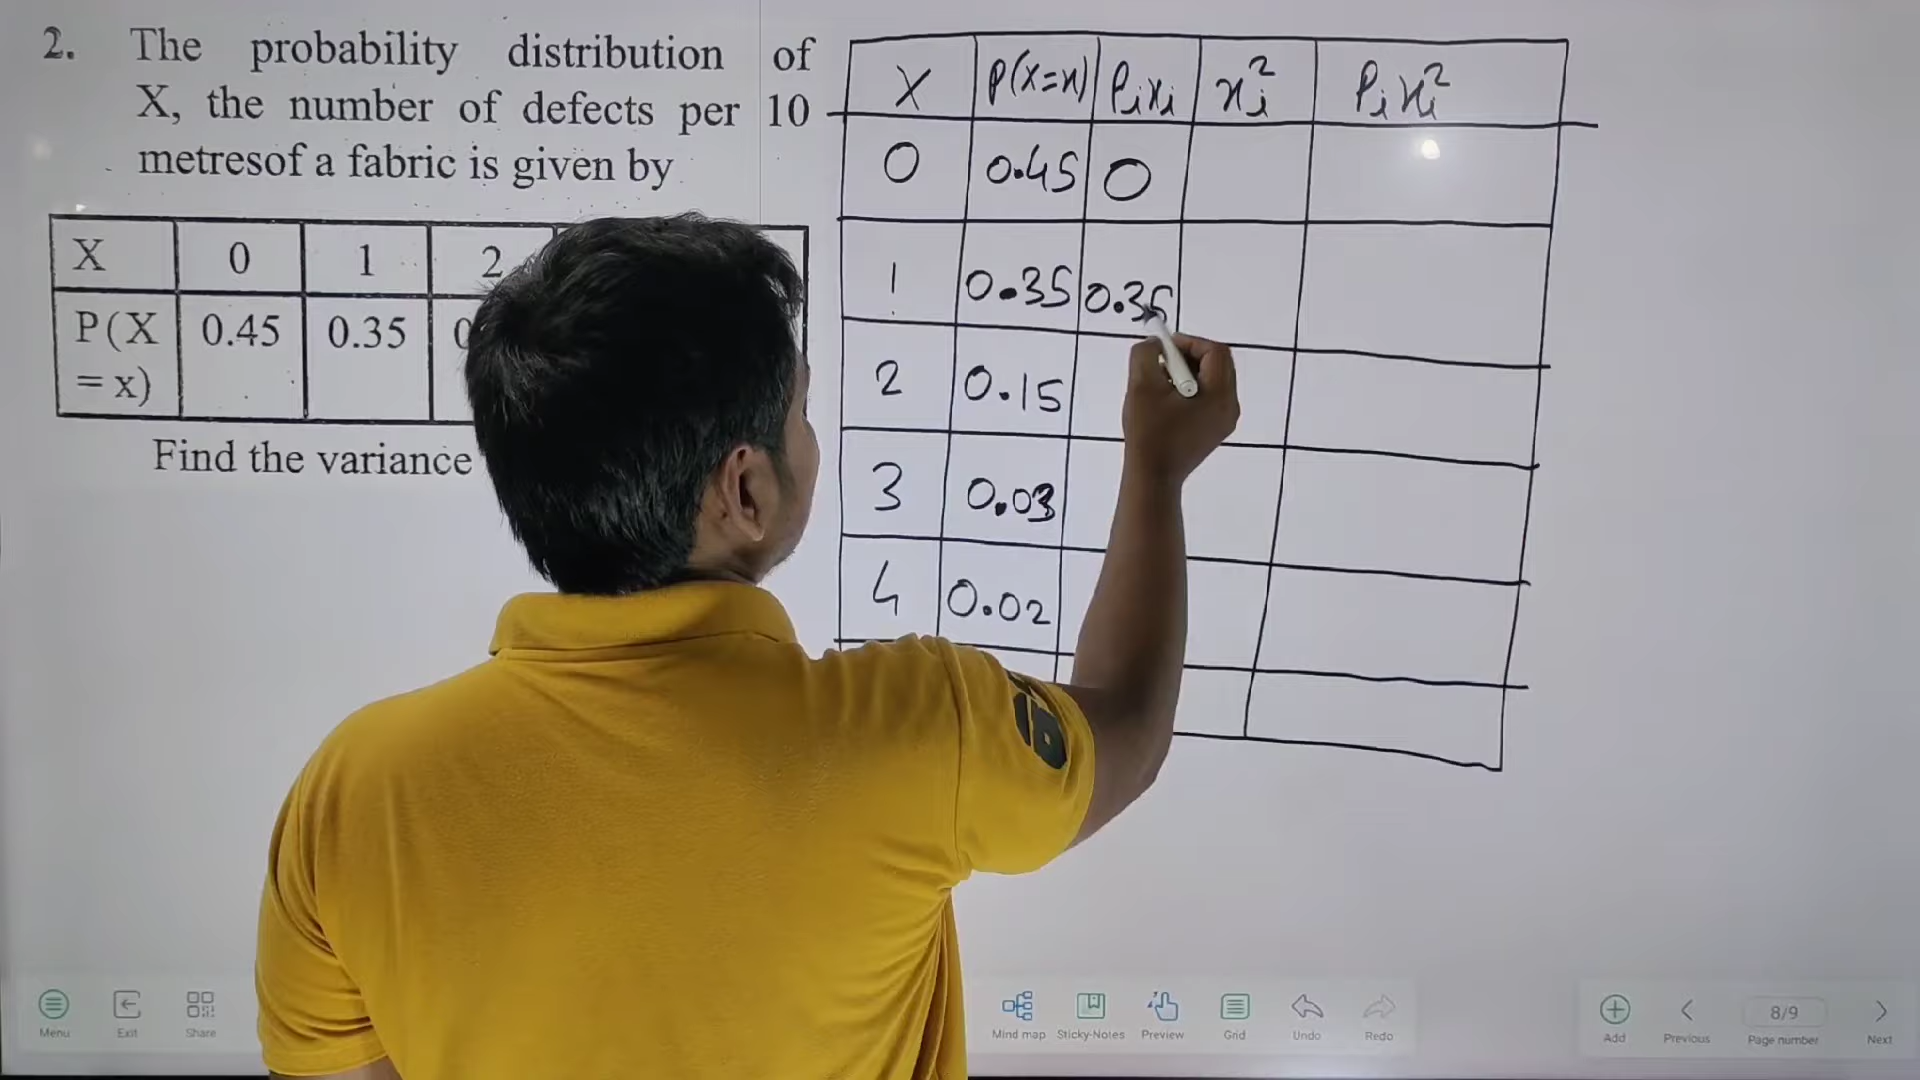 2. The probability distribution of
X, the number of defects per 10
metresof a fabric is given by
X 0 1 2
P(X 0.45 0.35 0
= x)
Find the variance
X P(X=x) Pixi xi² Pixi²
0 0.45 0
1 0.35 0.35
2 0.15
3 0.03
4 0.02
Menu Exit Share Mind map Sticky-Notes Preview Grid Undo Redo Add Previous 8/9 Page number Next